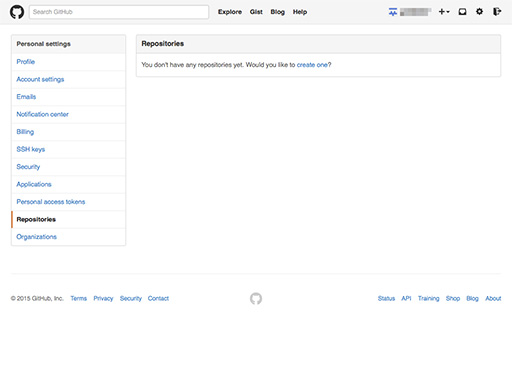 Search GitHub
Explore Gist Blog Help
Personal settings
Profile
Account settings
Emails
Notification center
Billing
SSH keys
Security
Applications
Personal access tokens
Repositories
Organizations
Repositories
You don't have any repositories yet. Would you like to create one?
© 2015 GitHub, Inc. Terms Privacy Security Contact
Status API Training Shop Blog About